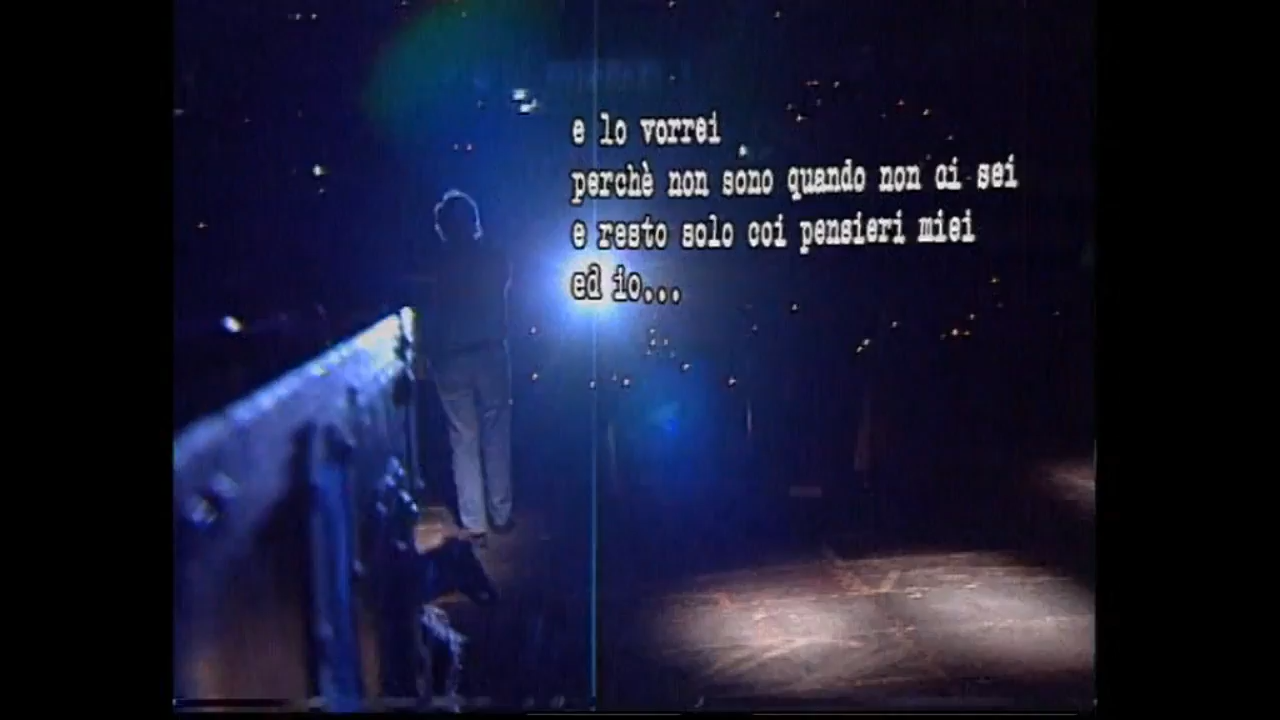 e lo vorrei
perchè non sono quando non ci sei
e resto solo coi pensieri miei
ed io...